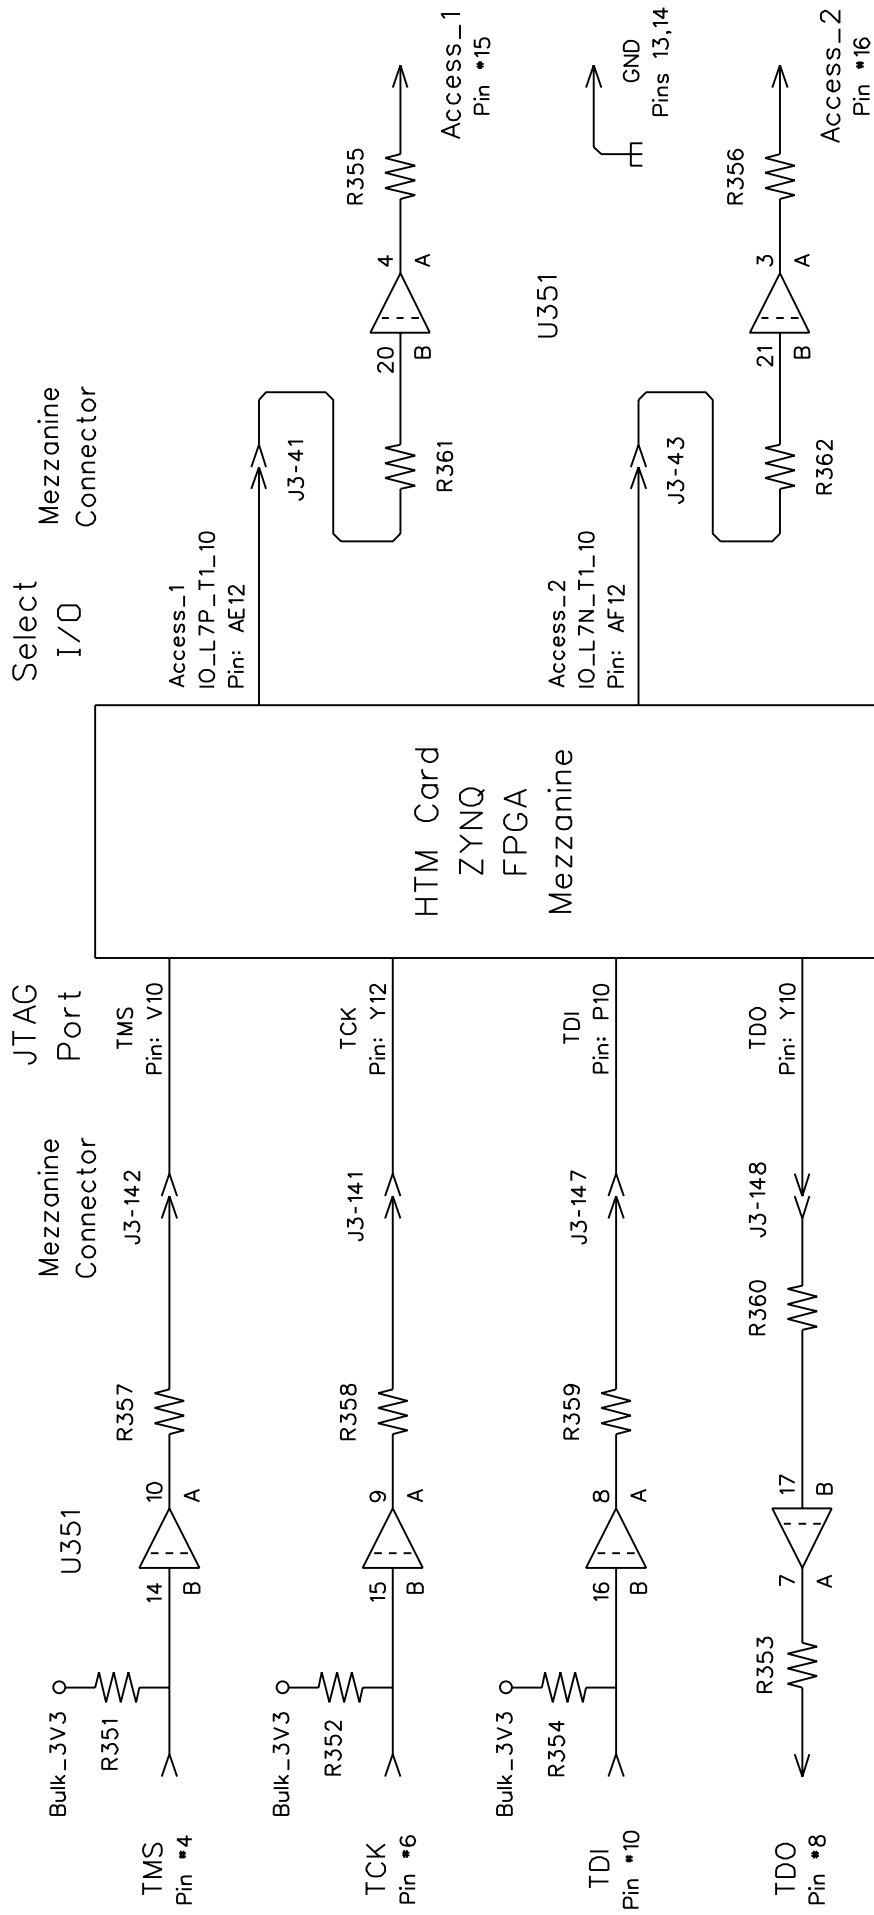 JTAG
Port
Select
I/O
Mezzanine
Connector
Mezzanine
Connector
U351
Bulk_3V3
R351
TMS
Pin #4
14
B
10
A
R357
J3-142
TMS
Pin: V10
Bulk_3V3
R352
TCK
Pin #6
15
B
9
A
R358
J3-141
TCK
Pin: Y12
Bulk_3V3
R354
TDI
Pin #10
16
B
8
A
R359
J3-147
TDI
Pin: P10
TDO
Pin #8
R353
7
A
17
B
R360
J3-148
TDO
Pin: Y10
HTM Card
ZYNQ
FPGA
Mezzanine
Access_1
IO_L7P_T1_10
Pin: AE12
J3-41
R361
20
B
4
A
R355
Access_1
Pin #15
GND
Pins 13,14
U351
Access_2
IO_L7N_T1_10
Pin: AF12
J3-43
R362
21
B
3
A
R356
Access_2
Pin #16